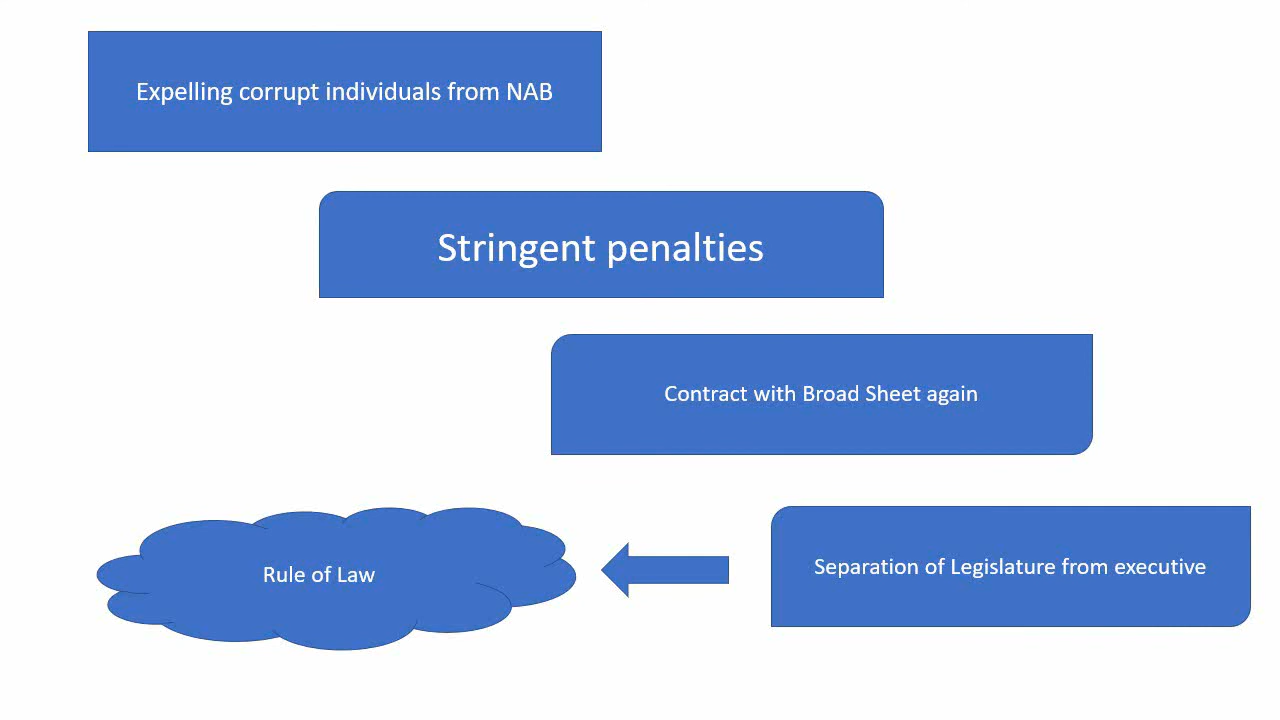 Expelling corrupt individuals from NAB
Stringent penalties
Contract with Broad Sheet again
Rule of Law
Separation of Legislature from executive